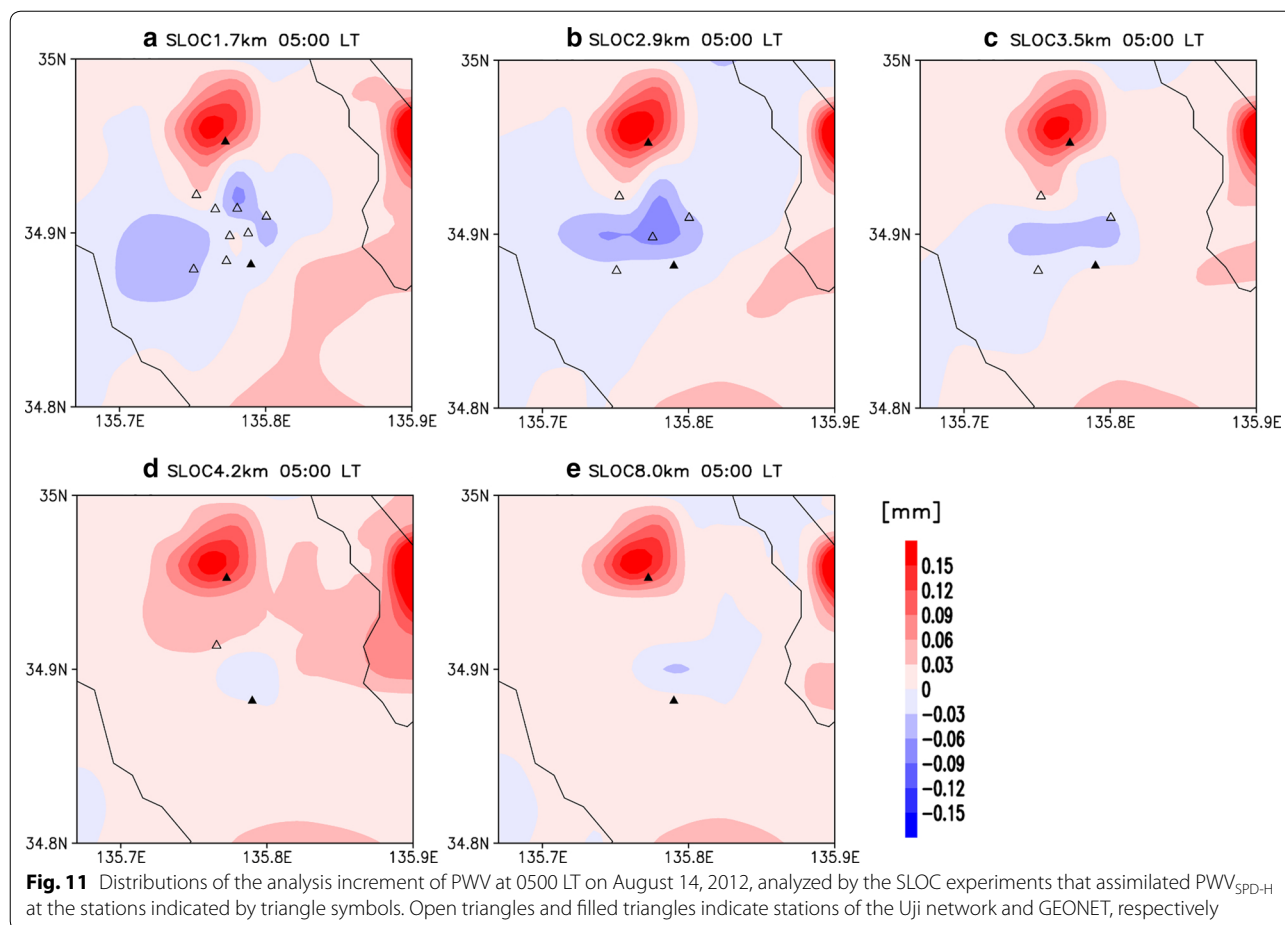 a SLOC1.7km 05:00 LT
b SLOC2.9km 05:00 LT
c SLOC3.5km 05:00 LT
35N
34.9N
34.8N
135.7E 135.8E 135.9E
35N
34.9N
34.8N
135.7E 135.8E 135.9E
35N
34.9N
34.8N
135.7E 135.8E 135.9E
d SLOC4.2km 05:00 LT
e SLOC8.0km 05:00 LT
35N
34.9N
34.8N
135.7E 135.8E 135.9E
35N
34.9N
34.8N
135.7E 135.8E 135.9E
[mm]
0.15
0.12
0.09
0.06
0.03
0
−0.03
−0.06
−0.09
−0.12
−0.15
Fig. 11 Distributions of the analysis increment of PWV at 0500 LT on August 14, 2012, analyzed by the SLOC experiments that assimilated PWV_SPD-H
at the stations indicated by triangle symbols. Open triangles and filled triangles indicate stations of the Uji network and GEONET, respectively